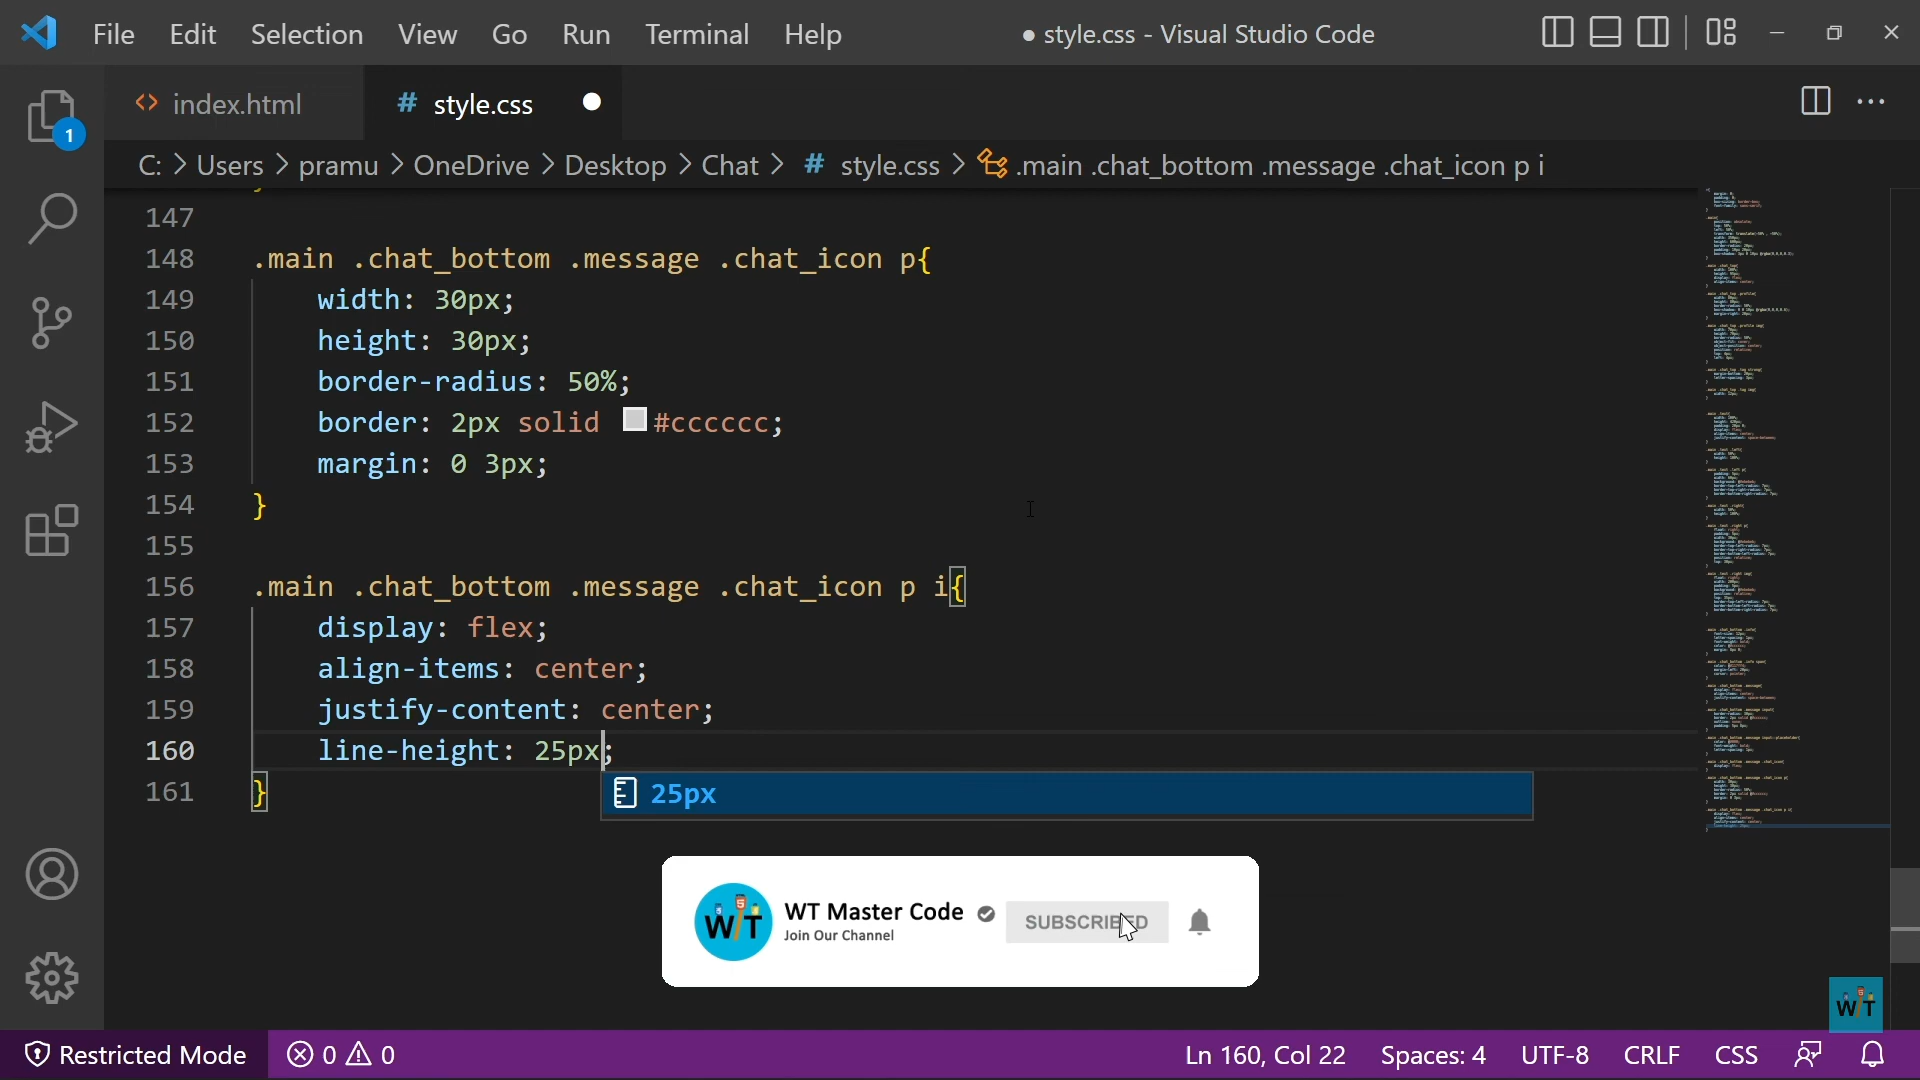 File Edit Selection View Go Run Terminal Help ● style.css - Visual Studio Code
<> index.html # style.css ●
1
C: > Users > pramu > OneDrive > Desktop > Chat > # style.css > .main .chat_bottom .message .chat_icon p i
147
148 .main .chat_bottom .message .chat_icon p{
149 width: 30px;
150 height: 30px;
151 border-radius: 50%;
152 border: 2px solid #cccccc;
153 margin: 0 3px;
154 }
155
156 .main .chat_bottom .message .chat_icon p i{
157 display: flex;
158 align-items: center;
159 justify-content: center;
160 line-height: 25px;
161 }
25px
WT
WT Master Code
Join Our Channel
SUBSCRIBED
WT
Restricted Mode 0 0 Ln 160, Col 22 Spaces: 4 UTF-8 CRLF CSS